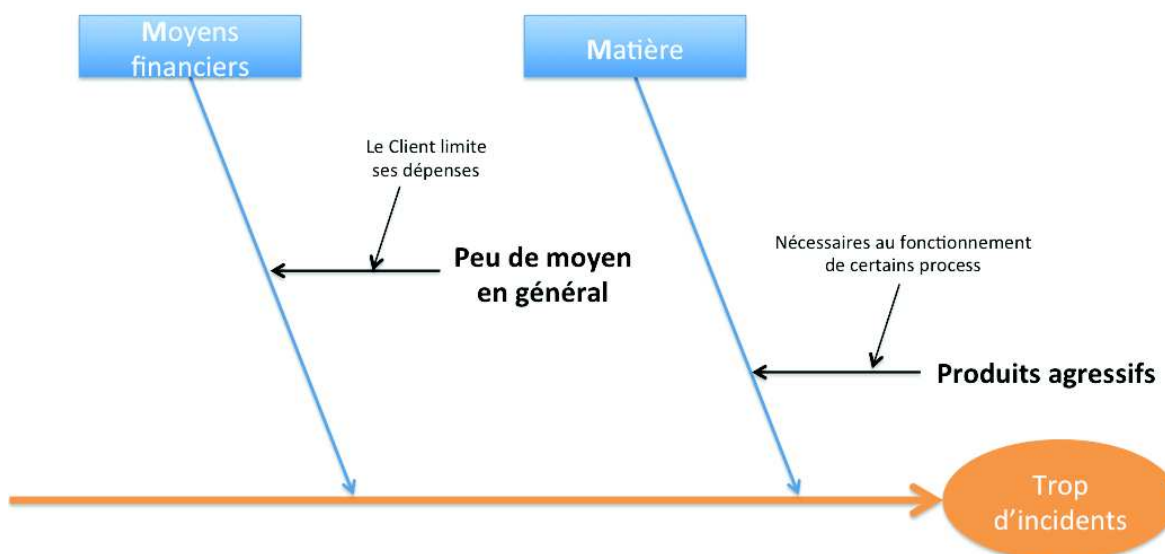 Moyens
financiers
Matière
Le Client limite
ses dépenses
Peu de moyen
en général
Nécessaires au fonctionnement
de certains process
Produits agressifs
Trop
d'incidents